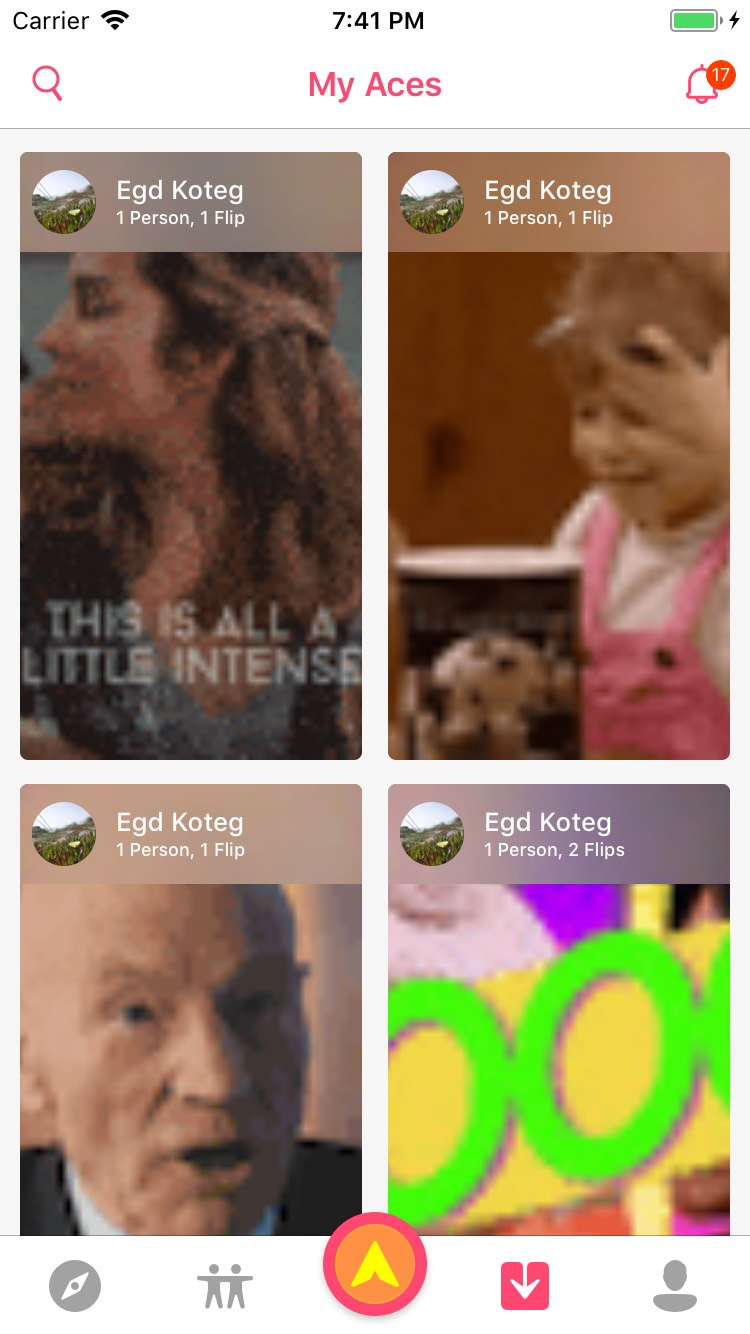 Carrier 7:41 PM
My Aces 17
Egd Koteg
1 Person, 1 Flip
Egd Koteg
1 Person, 1 Flip
THIS IS ALL A
LITTLE INTENSE
Egd Koteg
1 Person, 1 Flip
Egd Koteg
1 Person, 2 Flips